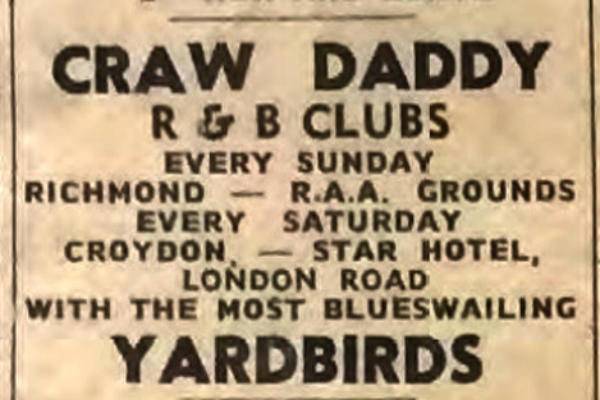 CRAW DADDY
R & B CLUBS
EVERY SUNDAY
RICHMOND — R.A.A. GROUNDS
EVERY SATURDAY
CROYDON, — STAR HOTEL,
LONDON ROAD
WITH THE MOST BLUESWAILING
YARDBIRDS